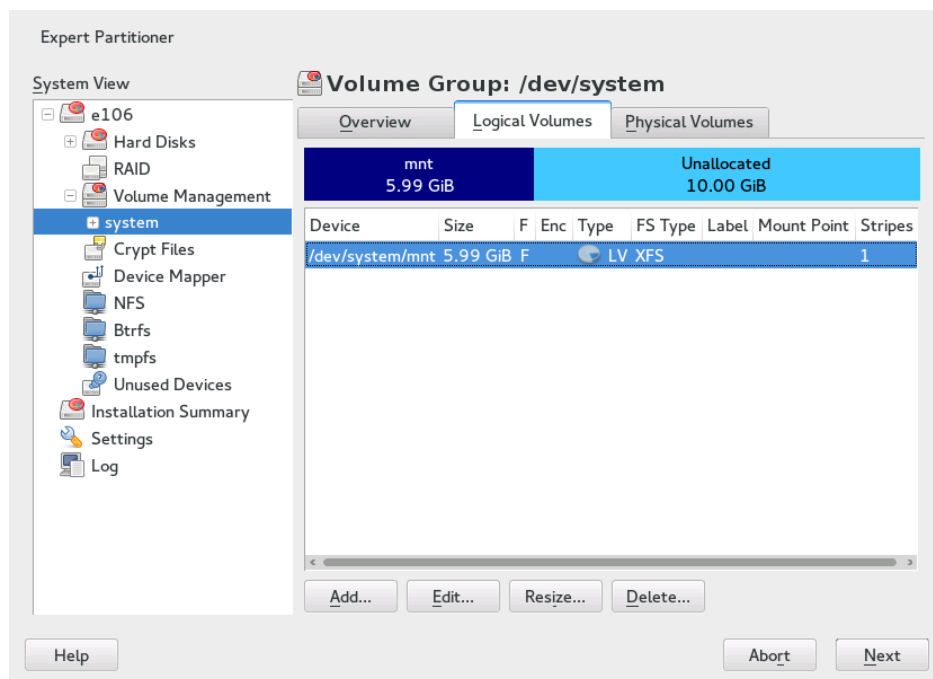 Expert Partitioner
System View
e106
Hard Disks
RAID
Volume Management
system
Crypt Files
Device Mapper
NFS
Btrfs
tmpfs
Unused Devices
Installation Summary
Settings
Log
Volume Group: /dev/system
Overview Logical Volumes Physical Volumes
mnt Unallocated
5.99 GiB 10.00 GiB
Device Size F Enc Type FS Type Label Mount Point Stripes
/dev/system/mnt 5.99 GiB F LV XFS 1
Add... Edit... Resize... Delete...
Help Abort Next